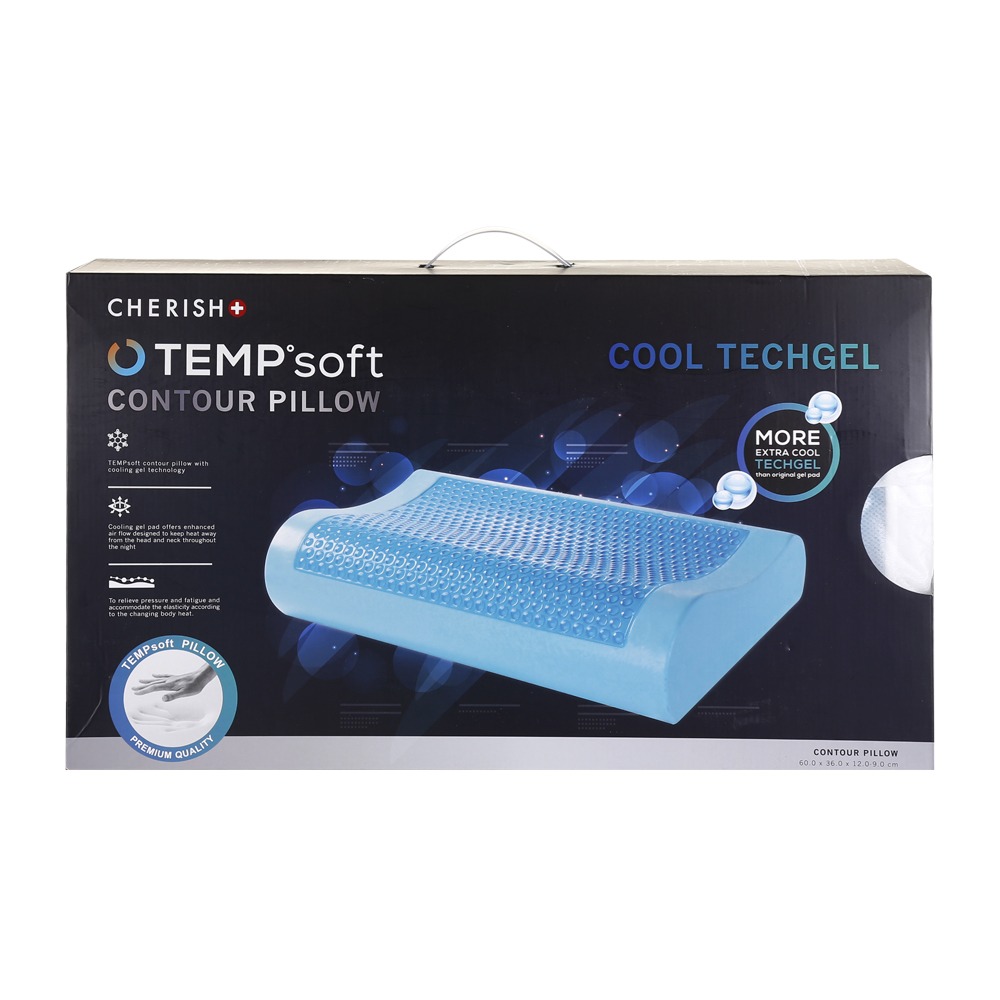 CHERISH+
TEMP°soft
CONTOUR PILLOW
TEMPsoft contour pillow with
cooling gel technology
Cooling gel pad offers enhanced
air flow designed to keep heat away
from the head and neck throughout
the night
To relieve pressure and fatigue and
accommodate the elasticity according
to the changing body heat.
TEMPsoft PILLOW
PREMIUM QUALITY
COOL TECHGEL
MORE
EXTRA COOL
TECHGEL
than original gel pad
CONTOUR PILLOW
60.0 x 36.0 x 12.0-9.0 cm